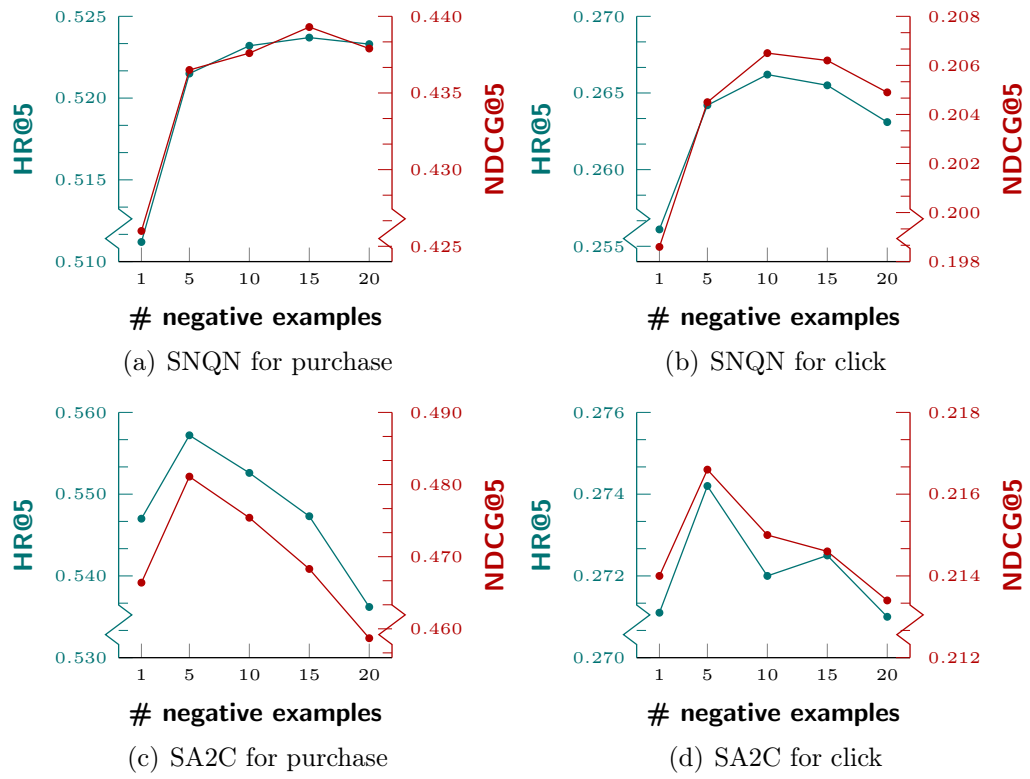 0.525
0.520
0.515
0.510
HR@5
0.440
0.435
0.430
0.425
NDCG@5
1 5 10 15 20
# negative examples
(a) SNQN for purchase
0.270
0.265
0.260
0.255
HR@5
0.208
0.206
0.204
0.202
0.200
0.198
NDCG@5
1 5 10 15 20
# negative examples
(b) SNQN for click
0.560
0.550
0.540
0.530
HR@5
0.490
0.480
0.470
0.460
NDCG@5
1 5 10 15 20
# negative examples
(c) SA2C for purchase
0.276
0.274
0.272
0.270
HR@5
0.218
0.216
0.214
0.212
NDCG@5
1 5 10 15 20
# negative examples
(d) SA2C for click